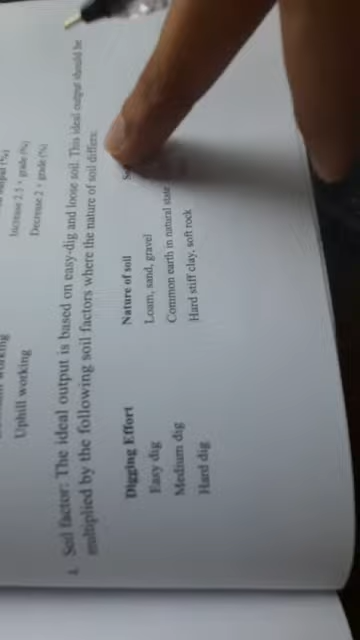 Increase 2.5 × grade (%)
Uphill working
Decrease 2 × grade (%)
Soil factor: The ideal output is based on easy-dig and loose soil. This ideal output should be
multiplied by the following soil factors where the nature of soil differs:
Digging Effort Nature of soil
Easy dig Loam, sand, gravel
Medium dig Common earth in natural state
Hard dig Hard stiff clay, soft rock